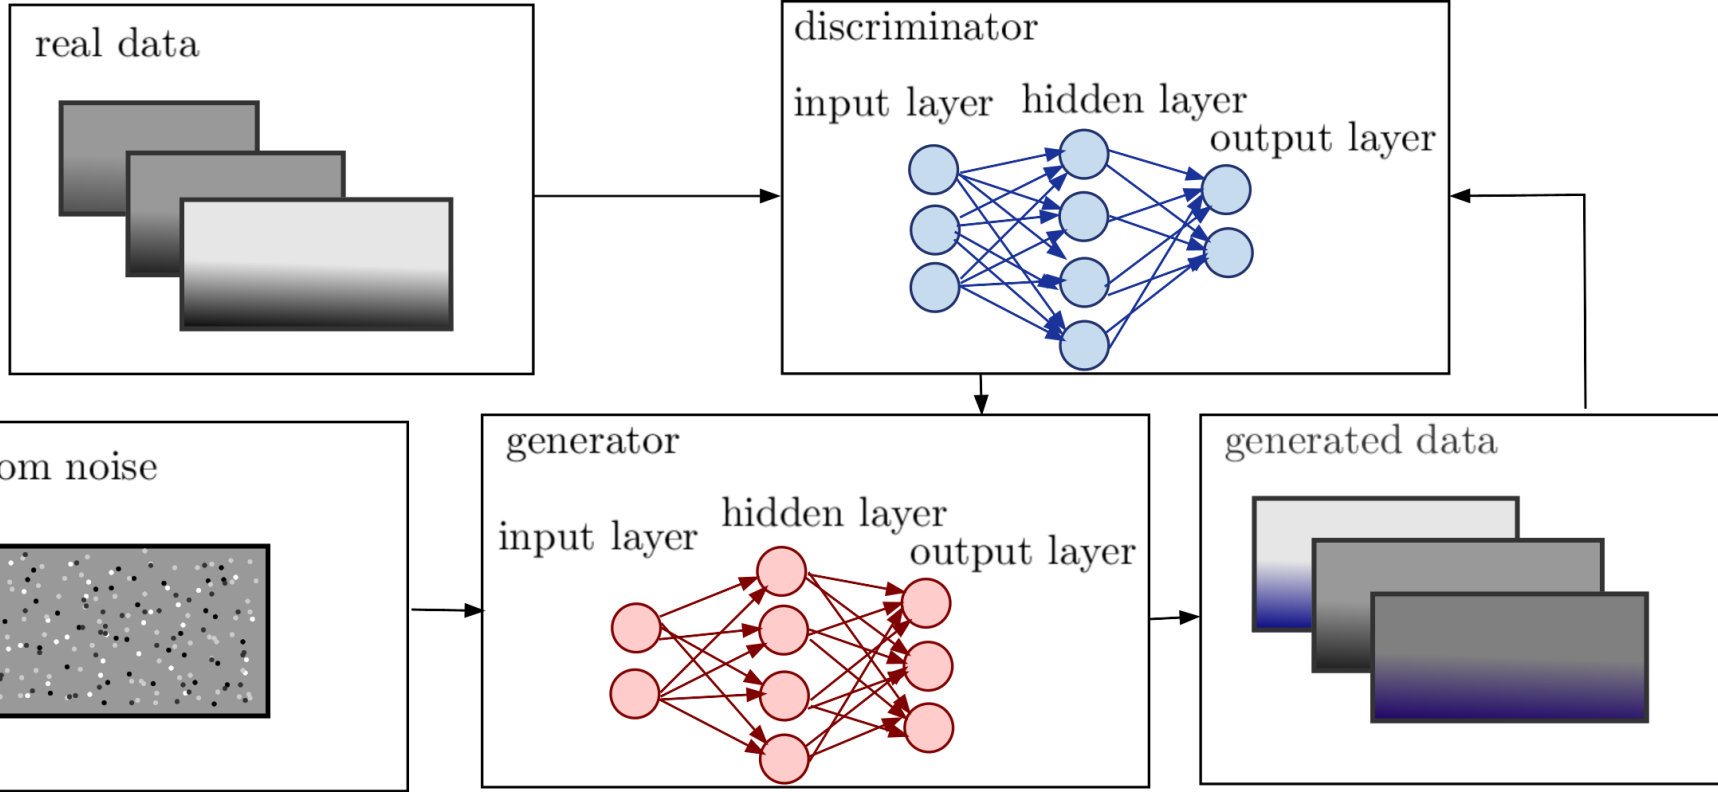 real data
discriminator
input layer
hidden layer
output layer
noise
generator
input layer
hidden layer
output layer
generated data